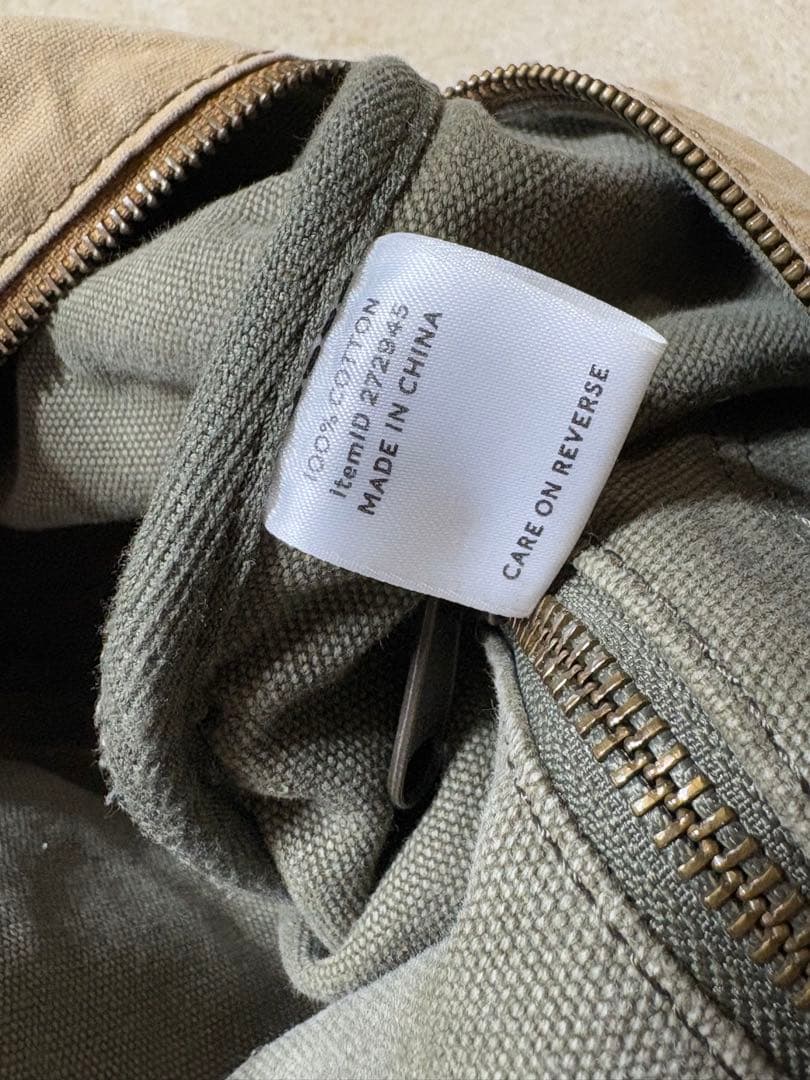 100% COTTON
itemID 272945
MADE IN CHINA
CARE ON REVERSE